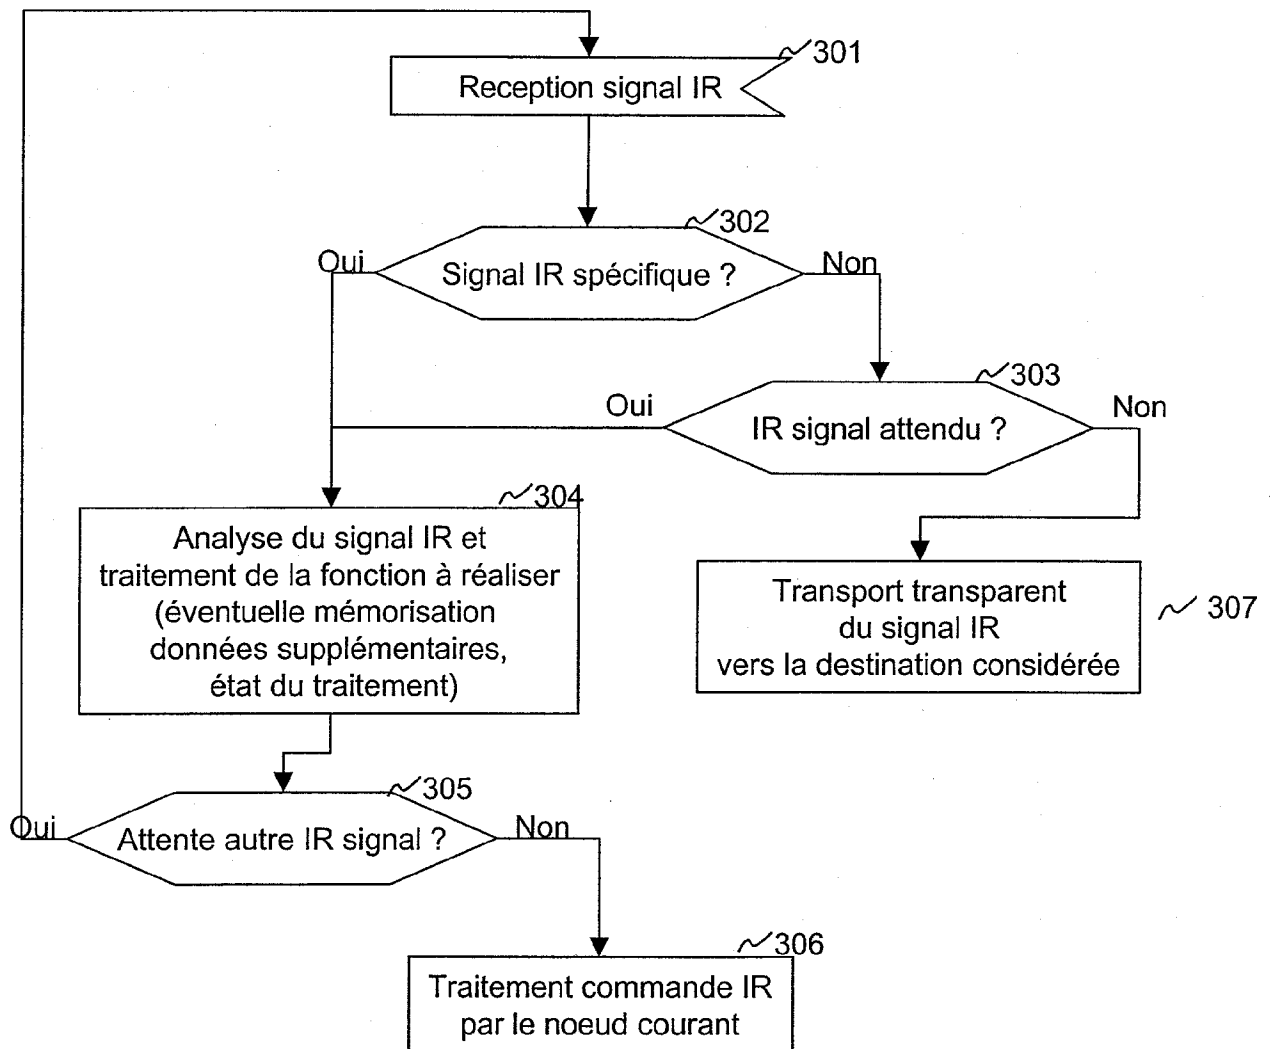 301
Reception signal IR
302
Oui
Signal IR spécifique ?
Non
303
Oui
IR signal attendu ?
Non
304
Analyse du signal IR et
traitement de la fonction à réaliser
(éventuelle mémorisation
données supplémentaires,
état du traitement)
Transport transparent
du signal IR
vers la destination considérée
307
305
Oui
Attente autre IR signal ?
Non
306
Traitement commande IR
par le noeud courant